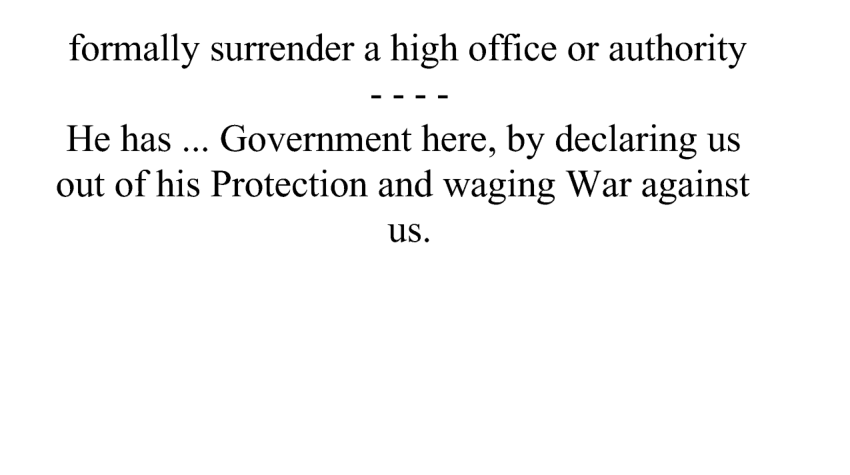 formally surrender a high office or authority
- - - -
He has ... Government here, by declaring us
out of his Protection and waging War against
us.